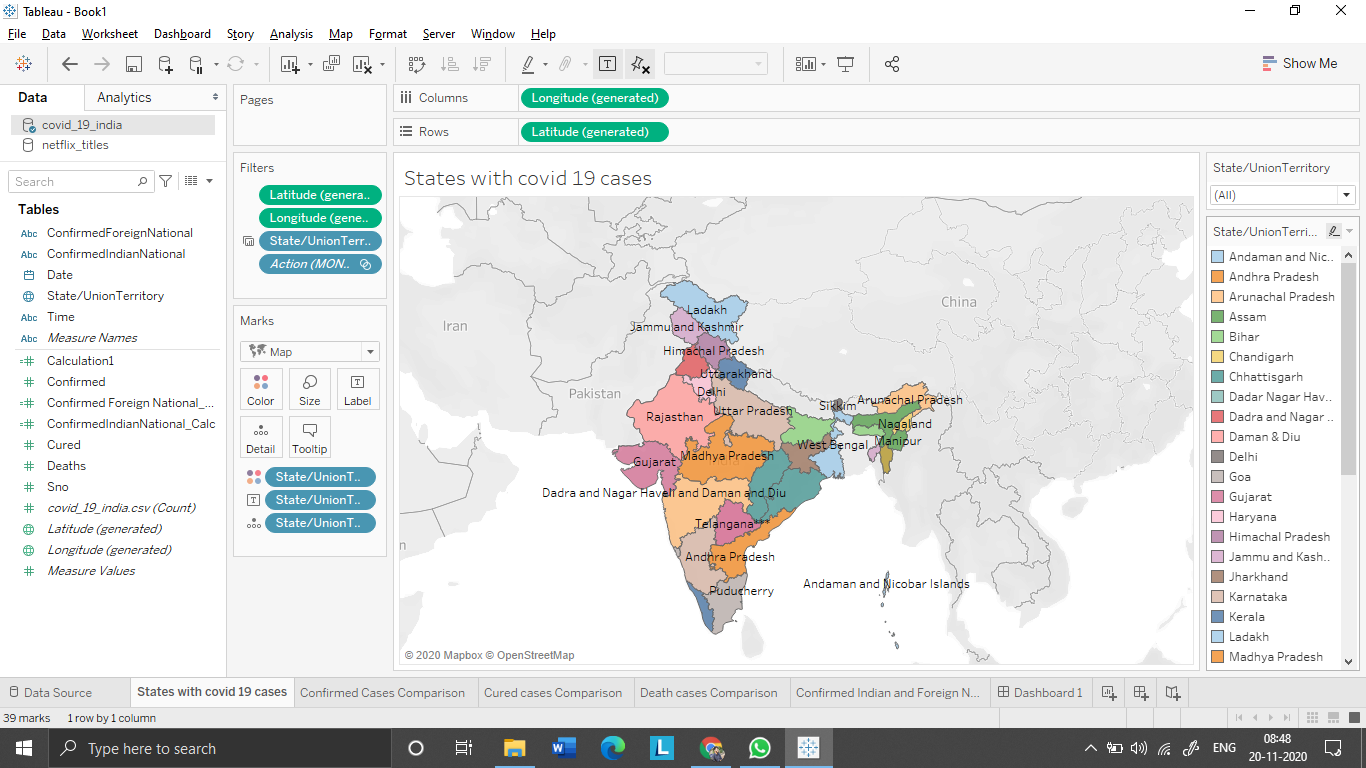 Tableau - Book1
File Data Worksheet Dashboard Story Analysis Map Format Server Window Help
Show Me
Data Analytics
covid_19_india
netflix_titles
Search
Tables
Abc ConfirmedForeignNational
Abc ConfirmedIndianNational
Date
State/UnionTerritory
Abc Time
Abc Measure Names
Calculation1
Confirmed
Confirmed Foreign National_...
ConfirmedIndianNational_Calc
Cured
Deaths
Sno
covid_19_india.csv (Count)
Latitude (generated)
Longitude (generated)
Measure Values
Pages
Filters
Latitude (genera..
Longitude (gene..
State/UnionTerr..
Action (MON..
Marks
Map
Color Size Label
Detail Tooltip
State/UnionT..
State/UnionT..
State/UnionT..
Columns Longitude (generated)
Rows Latitude (generated)
States with covid 19 cases
Iran
China
Pakistan
Ladakh
Jammu and Kashmir
Himachal Pradesh
Uttarakhand
Delhi
Arunachal Pradesh
Sikkim
Uttar Pradesh
Rajasthan
Nagaland
Manipur
West Bengal
Madhya Pradesh
Gujarat
Dadra and Nagar Haveli and Daman and Diu
Telangana***
Andhra Pradesh
Andaman and Nicobar Islands
Puducherry
© 2020 Mapbox © OpenStreetMap
State/UnionTerritory
(All)
State/UnionTerri...
Andaman and Nic..
Andhra Pradesh
Arunachal Pradesh
Assam
Bihar
Chandigarh
Chhattisgarh
Dadar Nagar Hav..
Dadra and Nagar ..
Daman & Diu
Delhi
Goa
Gujarat
Haryana
Himachal Pradesh
Jammu and Kash..
Jharkhand
Karnataka
Kerala
Ladakh
Madhya Pradesh
Data Source States with covid 19 cases Confirmed Cases Comparison Cured cases Comparison Death cases Comparison Confirmed Indian and Foreign N... Dashboard 1
39 marks 1 row by 1 column
Type here to search
ENG
08:48
20-11-2020